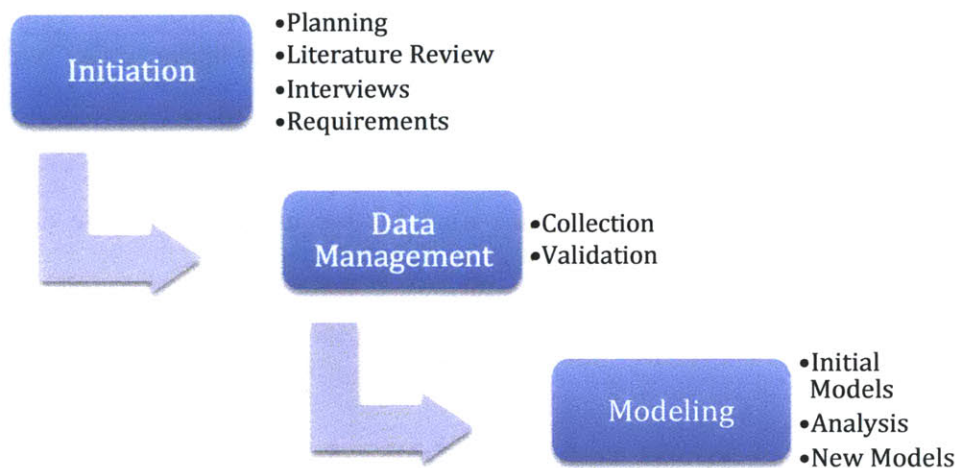 Initiation
•Planning
•Literature Review
•Interviews
•Requirements
Data
Management
•Collection
•Validation
Modeling
•Initial
Models
•Analysis
•New Models